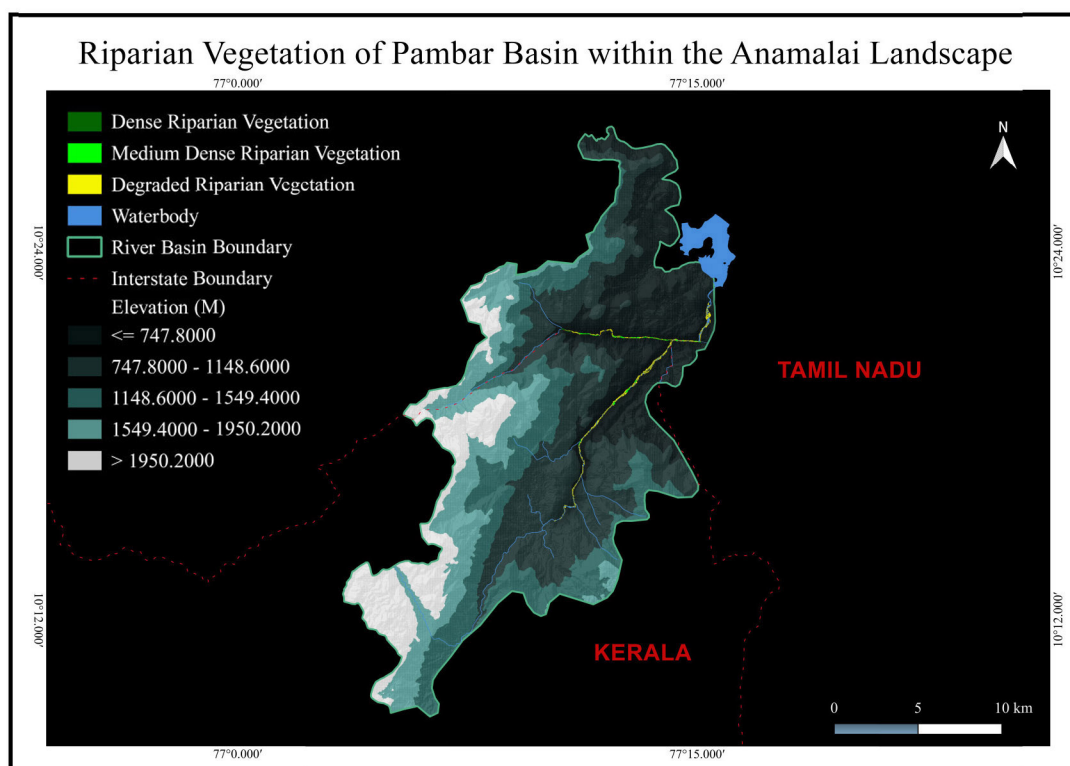 Riparian Vegetation of Pambar Basin within the Anamalai Landscape
77°0.000′ 77°15.000′
Dense Riparian Vegetation
Medium Dense Riparian Vegetation
Degraded Riparian Vegetation
Waterbody
River Basin Boundary
Interstate Boundary
Elevation (M)
<= 747.8000
747.8000 - 1148.6000
1148.6000 - 1549.4000
1549.4000 - 1950.2000
> 1950.2000
N
10°24.000′
10°24.000′
TAMIL NADU
10°12.000′
10°12.000′
KERALA
0 5 10 km
77°0.000′ 77°15.000′